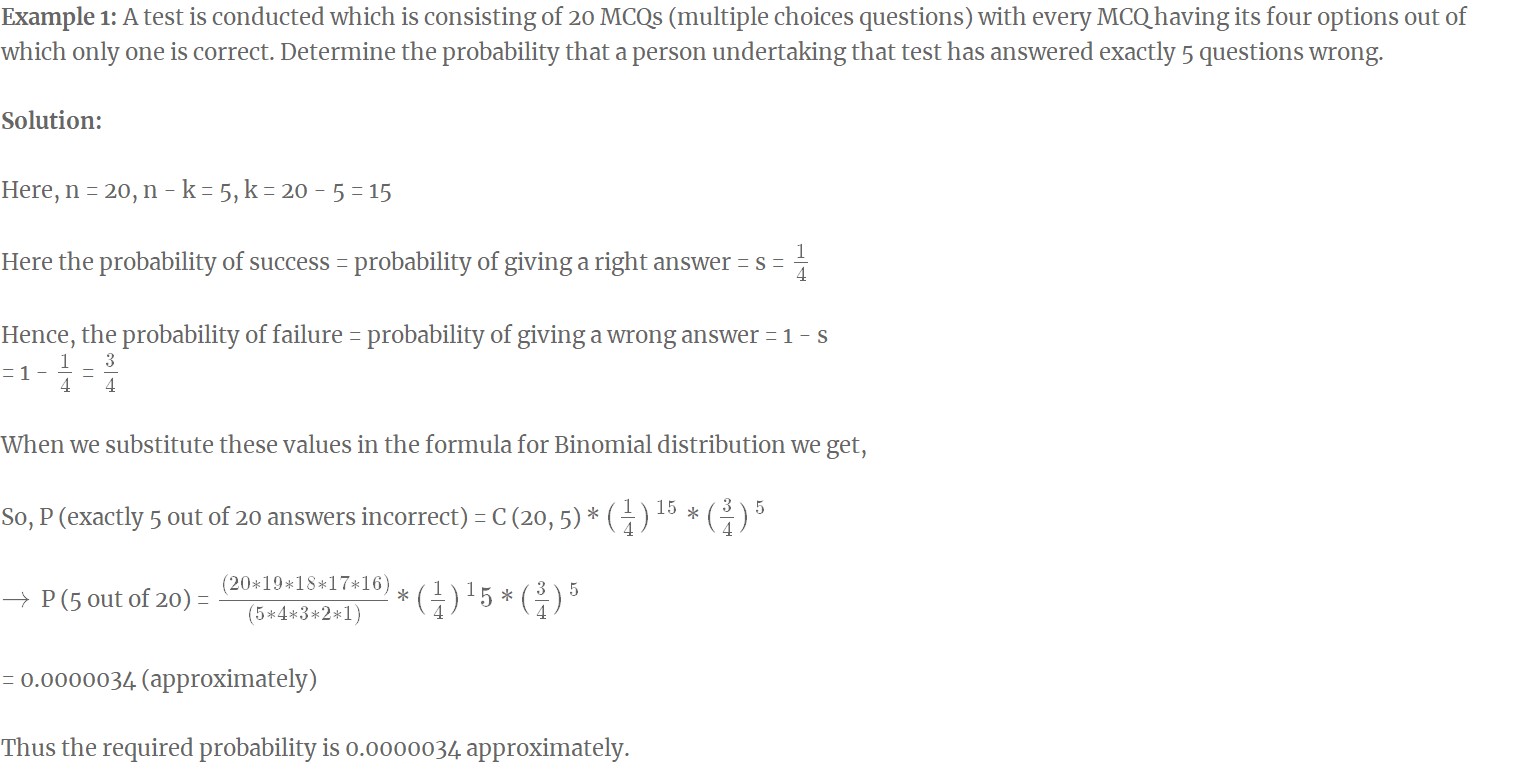 Example 1: A test is conducted which is consisting of 20 MCQs (multiple choices questions) with every MCQ having its four options out of
which only one is correct. Determine the probability that a person undertaking that test has answered exactly 5 questions wrong.
Solution:
Here, n = 20, n - k = 5, k = 20 - 5 = 15
Here the probability of success = probability of giving a right answer = s = \frac{1}{4}
Hence, the probability of failure = probability of giving a wrong answer = 1 - s
= 1 - \frac{1}{4} = \frac{3}{4}
When we substitute these values in the formula for Binomial distribution we get,
So, P (exactly 5 out of 20 answers incorrect) = C (20, 5) * (\frac{1}{4})^{15} * (\frac{3}{4})^{5}
→ P (5 out of 20) = \frac{(20*19*18*17*16)}{(5*4*3*2*1)} * (\frac{1}{4})^{1}5 * (\frac{3}{4})^{5}
= 0.0000034 (approximately)
Thus the required probability is 0.0000034 approximately.